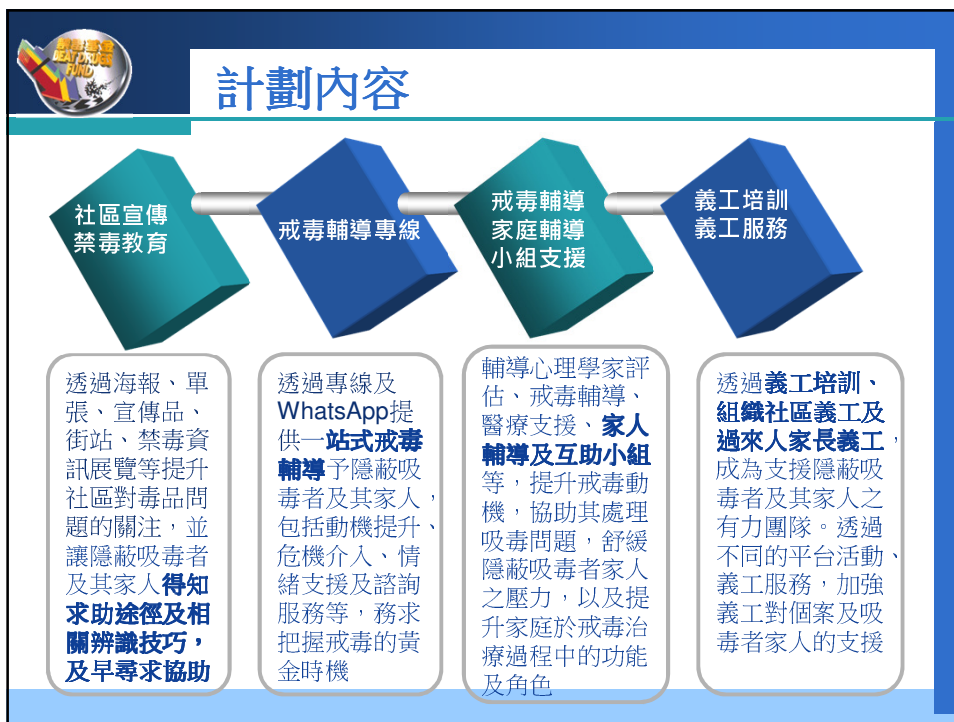 禁毒基金
BEAT DRUGS
FUND
計劃內容
社區宣傳
禁毒教育
戒毒輔導專線
戒毒輔導
家庭輔導
小組支援
義工培訓
義工服務
透過海報、單
張、宣傳品、
街站、禁毒資
訊展覽等提升
社區對毒品問
題的關注，並
讓隱蔽吸毒者
及其家人得知
求助途徑及相
關辨識技巧，
及早尋求協助
透過專線及
WhatsApp提
供一站式戒毒
輔導予隱蔽吸
毒者及其家人，
包括動機提升、
危機介入、情
緒支援及諮詢
服務等，務求
把握戒毒的黃
金時機
輔導心理學家評
估、戒毒輔導、
醫療支援、家人
輔導及互助小組
等，提升戒毒動
機，協助其處理
吸毒問題，舒緩
隱蔽吸毒者家人
之壓力，以及提
升家庭於戒毒治
療過程中的功能
及角色
透過義工培訓、
組織社區義工及
過來人家長義工，
成為支援隱蔽吸
毒者及其家人之
有力團隊。透過
不同的平台活動、
義工服務，加強
義工對個案及吸
毒者家人的支援